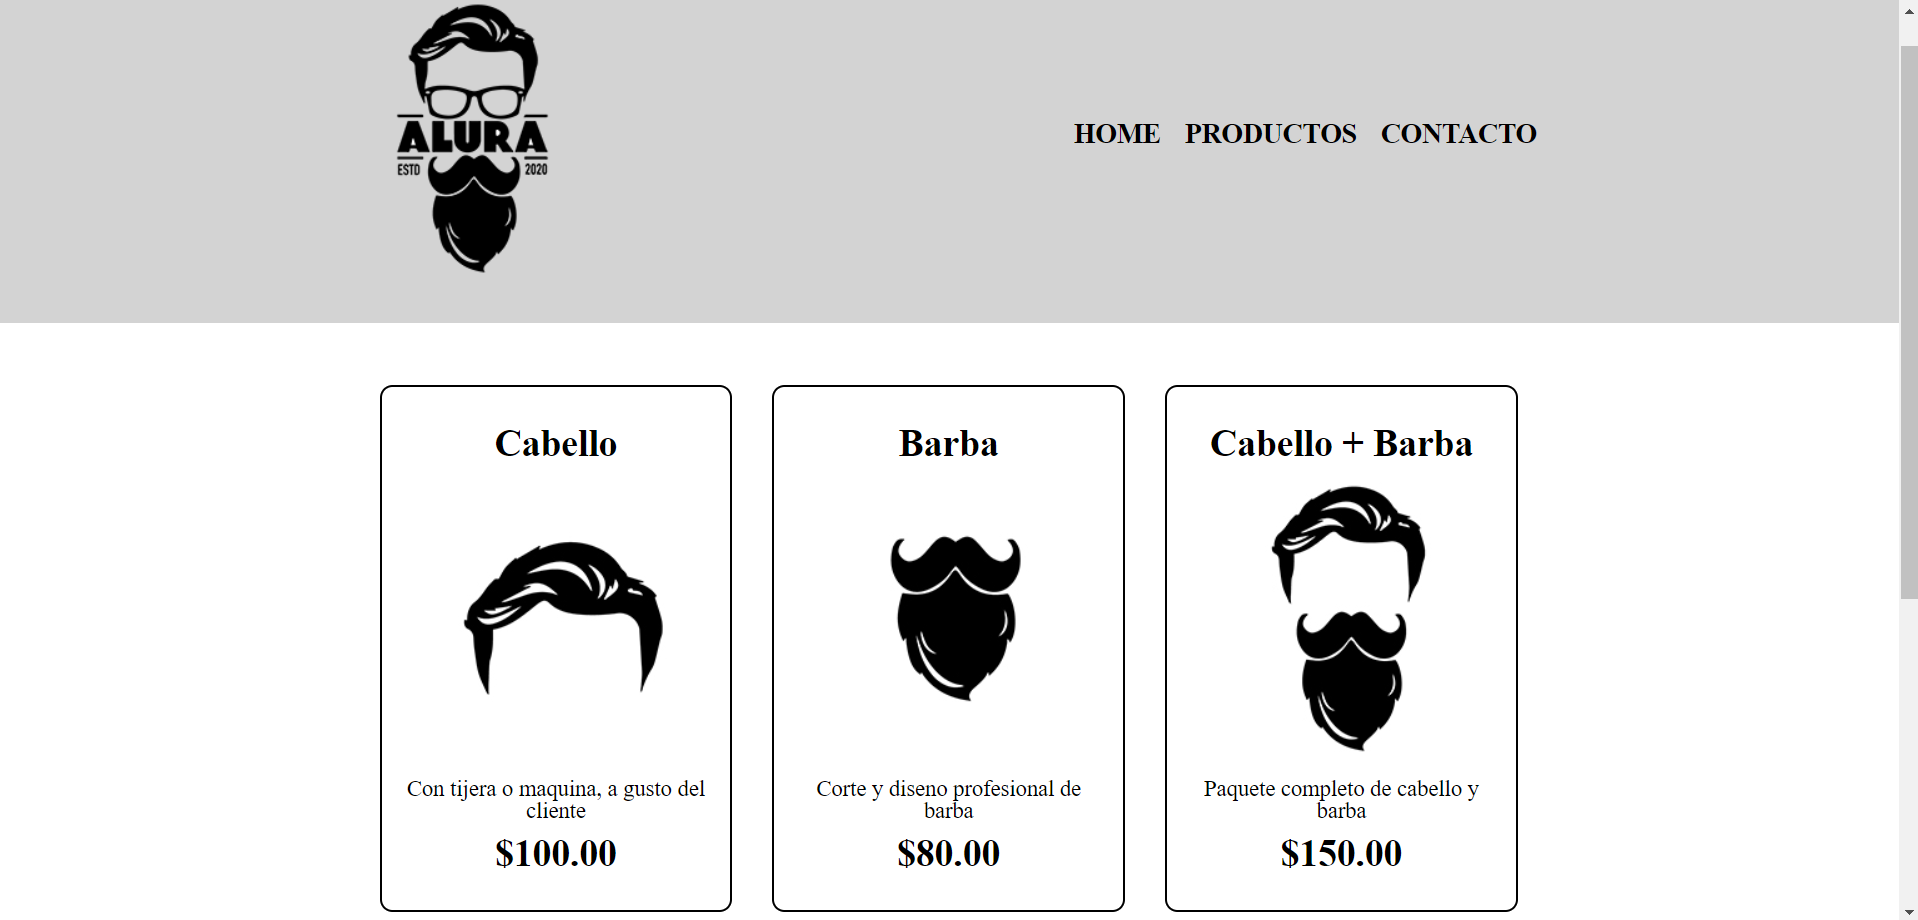 ALURA
ESTD 2020
HOME PRODUCTOS CONTACTO
Cabello
Con tijera o maquina, a gusto del
cliente
$100.00
Barba
Corte y diseno profesional de
barba
$80.00
Cabello + Barba
Paquete completo de cabello y
barba
$150.00